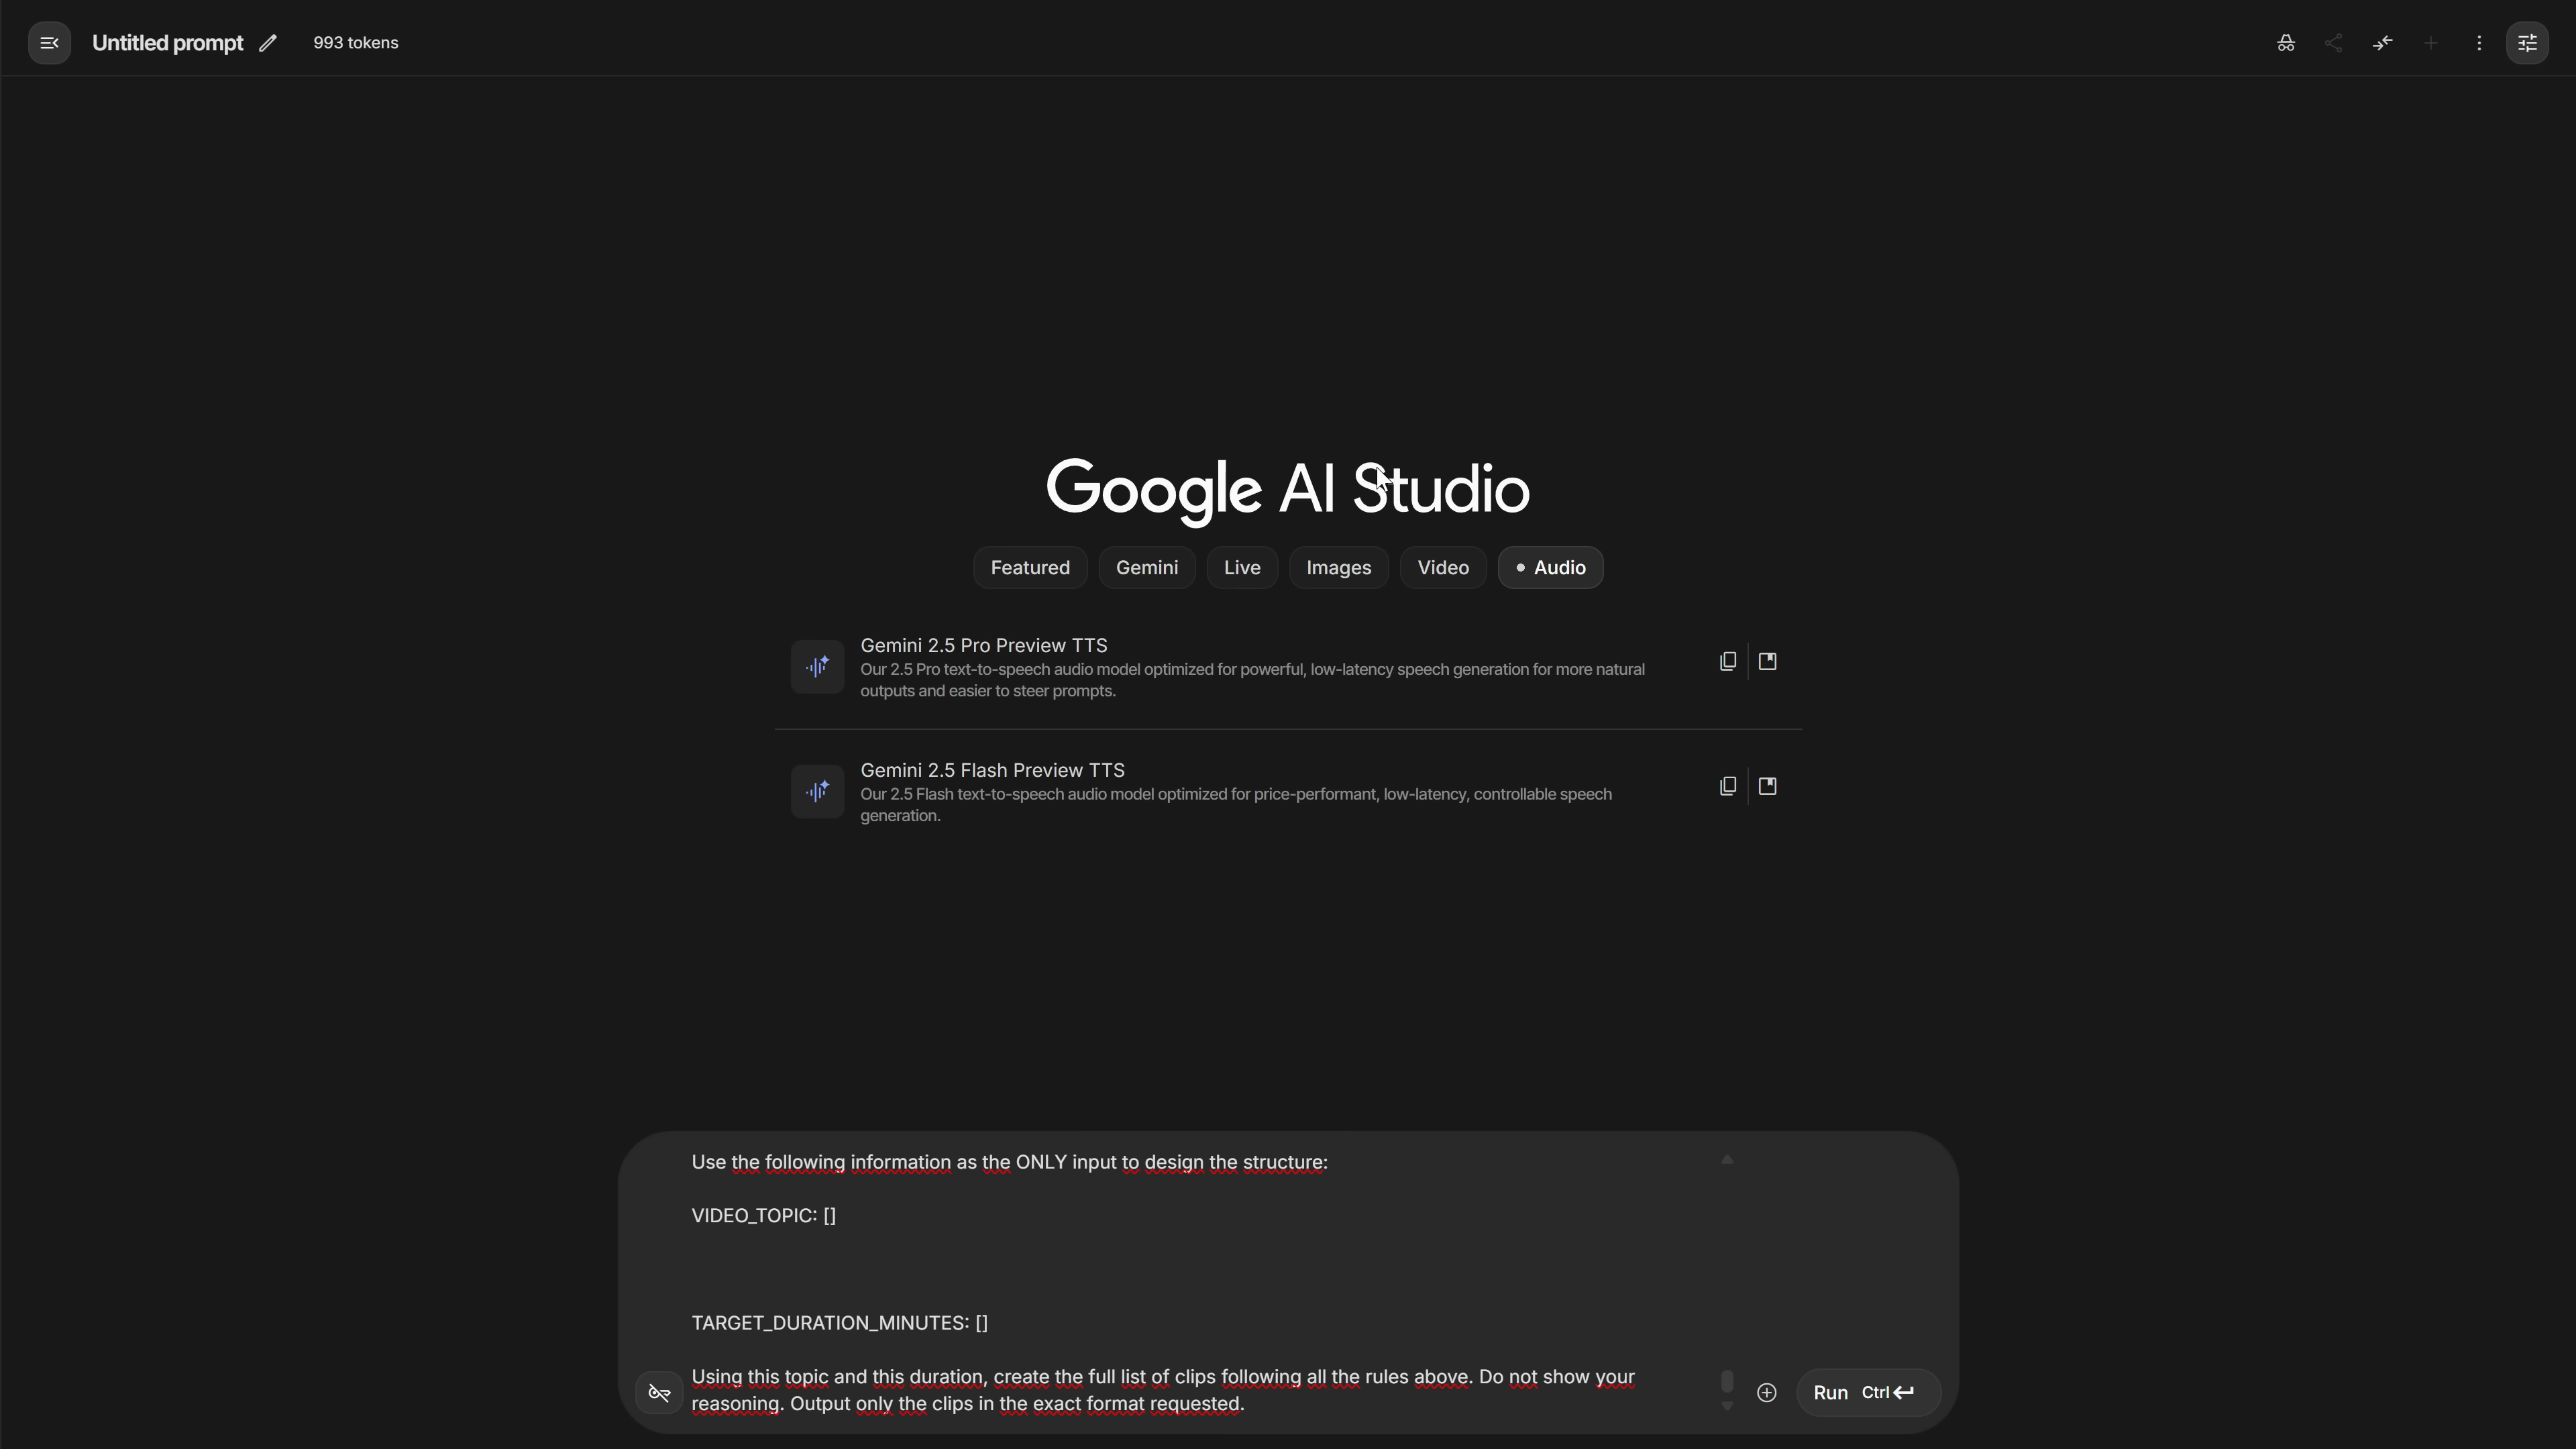 Untitled prompt
993 tokens
Google AI Studio
Featured
Gemini
Live
Images
Video
Audio
Gemini 2.5 Pro Preview TTS
Our 2.5 Pro text-to-speech audio model optimized for powerful, low-latency speech generation for more natural
outputs and easier to steer prompts.
Gemini 2.5 Flash Preview TTS
Our 2.5 Flash text-to-speech audio model optimized for price-performant, low-latency, controllable speech
generation.
Use the following information as the ONLY input to design the structure:
VIDEO_TOPIC: []
TARGET_DURATION_MINUTES: []
Using this topic and this duration, create the full list of clips following all the rules above. Do not show your
reasoning. Output only the clips in the exact format requested.
Run Ctrl